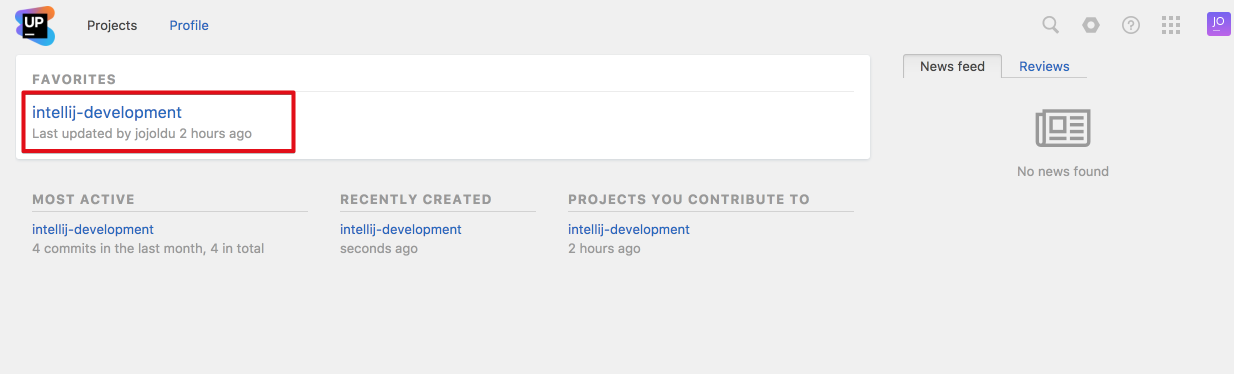 UP
Projects
Profile
JO
FAVORITES
intellij-development
Last updated by jojoldu 2 hours ago
MOST ACTIVE
intellij-development
4 commits in the last month, 4 in total
RECENTLY CREATED
intellij-development
seconds ago
PROJECTS YOU CONTRIBUTE TO
intellij-development
2 hours ago
News feed
Reviews
No news found